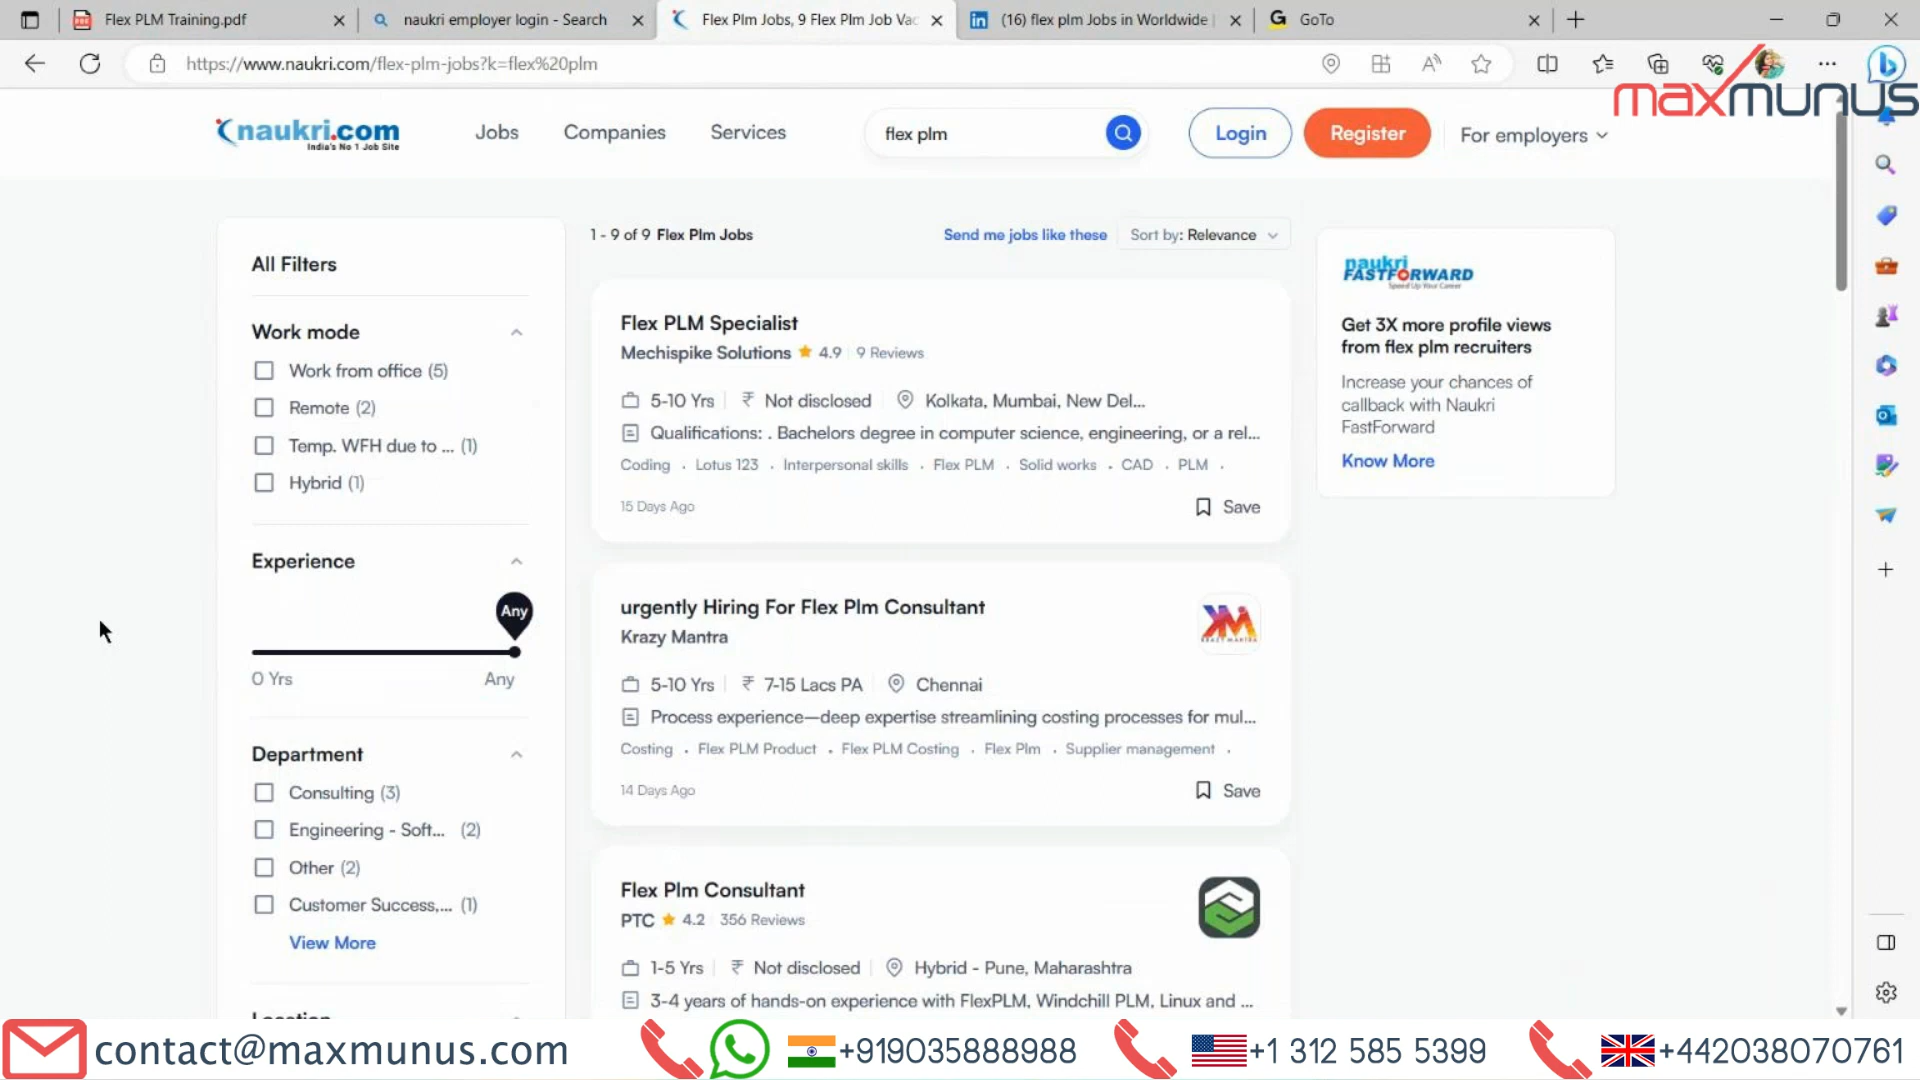 Flex PLM Training.pdf
naukri employer login - Search
Flex Plm Jobs, 9 Flex Plm Job Vac
(16) flex plm Jobs in Worldwide
GoTo
https://www.naukri.com/flex-plm-jobs?k=flex%20plm
maxmunus
naukri.com
India's No 1 Job Site
Jobs
Companies
Services
flex plm
Login
Register
For employers
All Filters
Work mode
Work from office (5)
Remote (2)
Temp. WFH due to ... (1)
Hybrid (1)
Experience
Any
0 Yrs
Any
Department
Consulting (3)
Engineering - Soft... (2)
Other (2)
Customer Success,... (1)
View More
Location
1 - 9 of 9 Flex Plm Jobs
Send me jobs like these
Sort by: Relevance
Flex PLM Specialist
Mechispike Solutions 4.9 9 Reviews
5-10 Yrs ₹ Not disclosed Kolkata, Mumbai, New Del...
Qualifications: . Bachelors degree in computer science, engineering, or a rel...
Coding · Lotus 123 · Interpersonal skills · Flex PLM · Solid works · CAD · PLM ·
15 Days Ago
Save
urgently Hiring For Flex Plm Consultant
Krazy Mantra
KRAZY MANTRA
5-10 Yrs ₹ 7-15 Lacs PA Chennai
Process experience—deep expertise streamlining costing processes for mul...
Costing · Flex PLM Product · Flex PLM Costing · Flex Plm · Supplier management ·
14 Days Ago
Save
Flex Plm Consultant
PTC 4.2 356 Reviews
1-5 Yrs ₹ Not disclosed Hybrid - Pune, Maharashtra
3-4 years of hands-on experience with FlexPLM, Windchill PLM, Linux and ...
naukri
FASTFORWARD
Speed Up Your Career
Get 3X more profile views
from flex plm recruiters
Increase your chances of
callback with Naukri
FastForward
Know More
contact@maxmunus.com
+919035888988
+1 312 585 5399
+442038070761